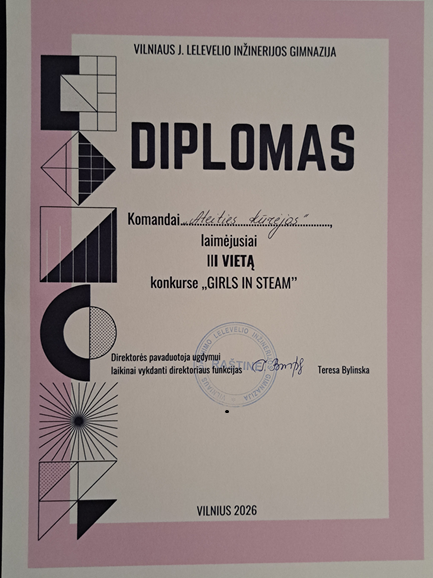 VILNIAUS J. LELEVELIO INŽINERIJOS GIMNAZIJA
DIPLOMAS
Komandai „Ateities kūrėjos“,
laimėjusiai
III VIETĄ
konkurse „GIRLS IN STEAM”
Direktorės pavaduotoja ugdymui
laikinai vykdanti direktoriaus funkcijas Teresa Bylinska
RAŠTINĖ
VILNIUS 2026